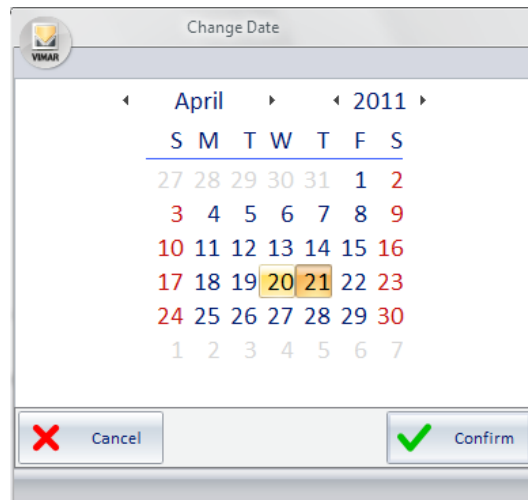 Change Date
VIMAR
April 2011
S M T W T F S
27 28 29 30 31 1 2
3 4 5 6 7 8 9
10 11 12 13 14 15 16
17 18 19 20 21 22 23
24 25 26 27 28 29 30
1 2 3 4 5 6 7
Cancel Confirm